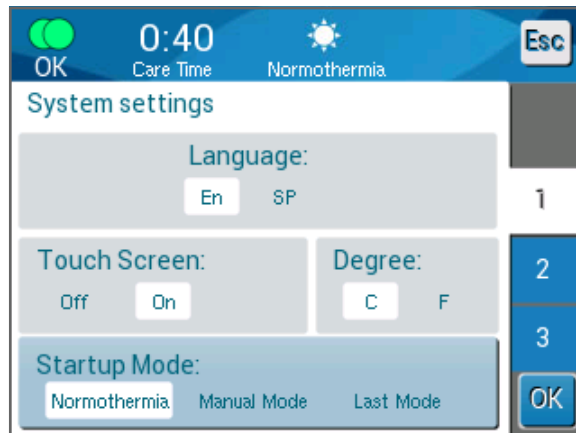 0:40
Esc
OK Care Time Normothermia
System settings
Language:
En SP
1
Touch Screen: Degree:
Off On C F
2
3
Startup Mode:
Normothermia Manual Mode Last Mode
OK